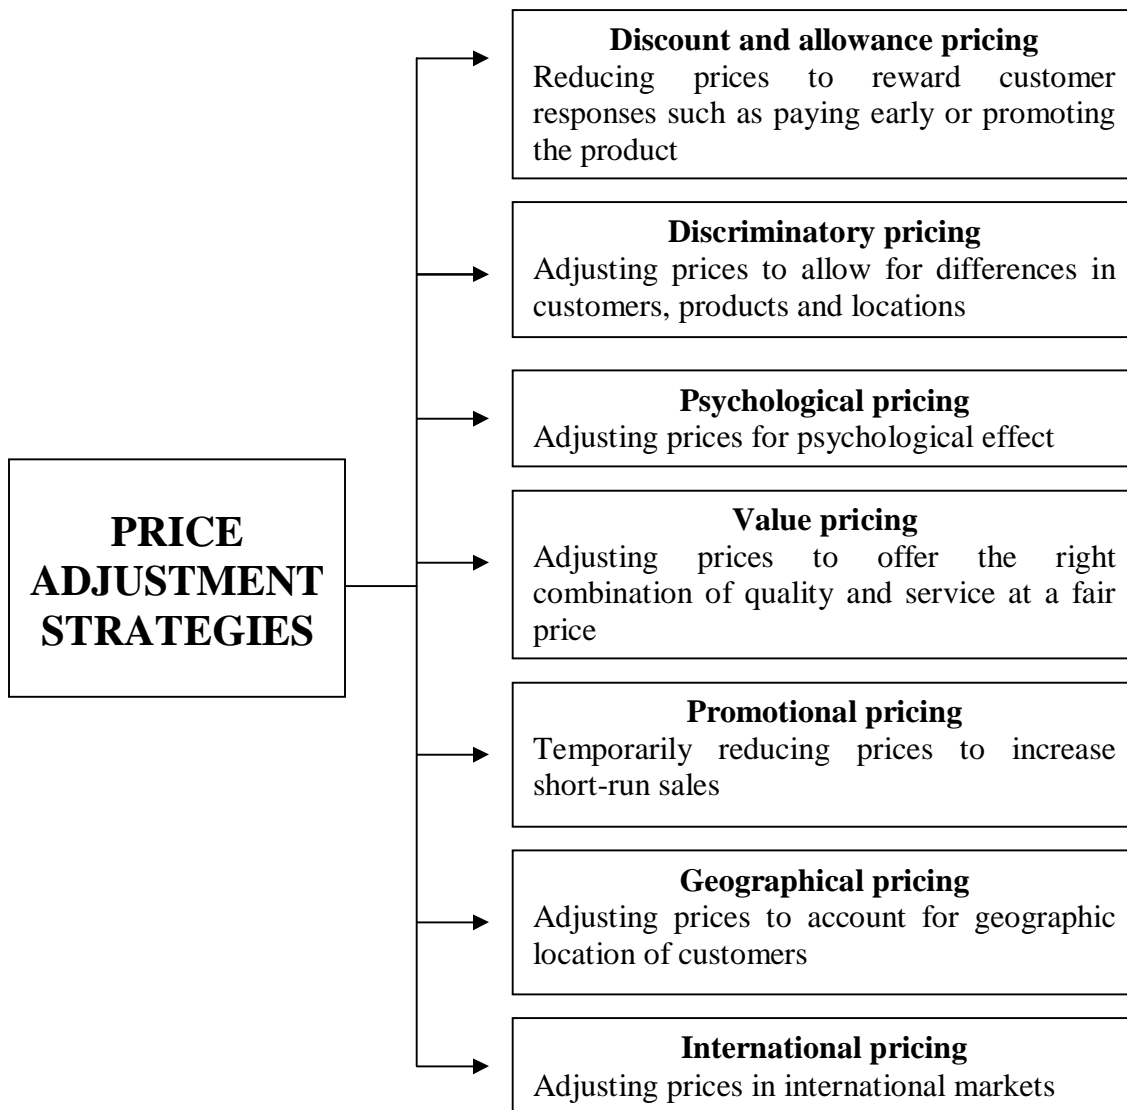 Discount and allowance pricing
Reducing prices to reward customer
responses such as paying early or promoting
the product
Discriminatory pricing
Adjusting prices to allow for differences in
customers, products and locations
Psychological pricing
Adjusting prices for psychological effect
PRICE
ADJUSTMENT
STRATEGIES
Value pricing
Adjusting prices to offer the right
combination of quality and service at a fair
price
Promotional pricing
Temporarily reducing prices to increase
short-run sales
Geographical pricing
Adjusting prices to account for geographic
location of customers
International pricing
Adjusting prices in international markets